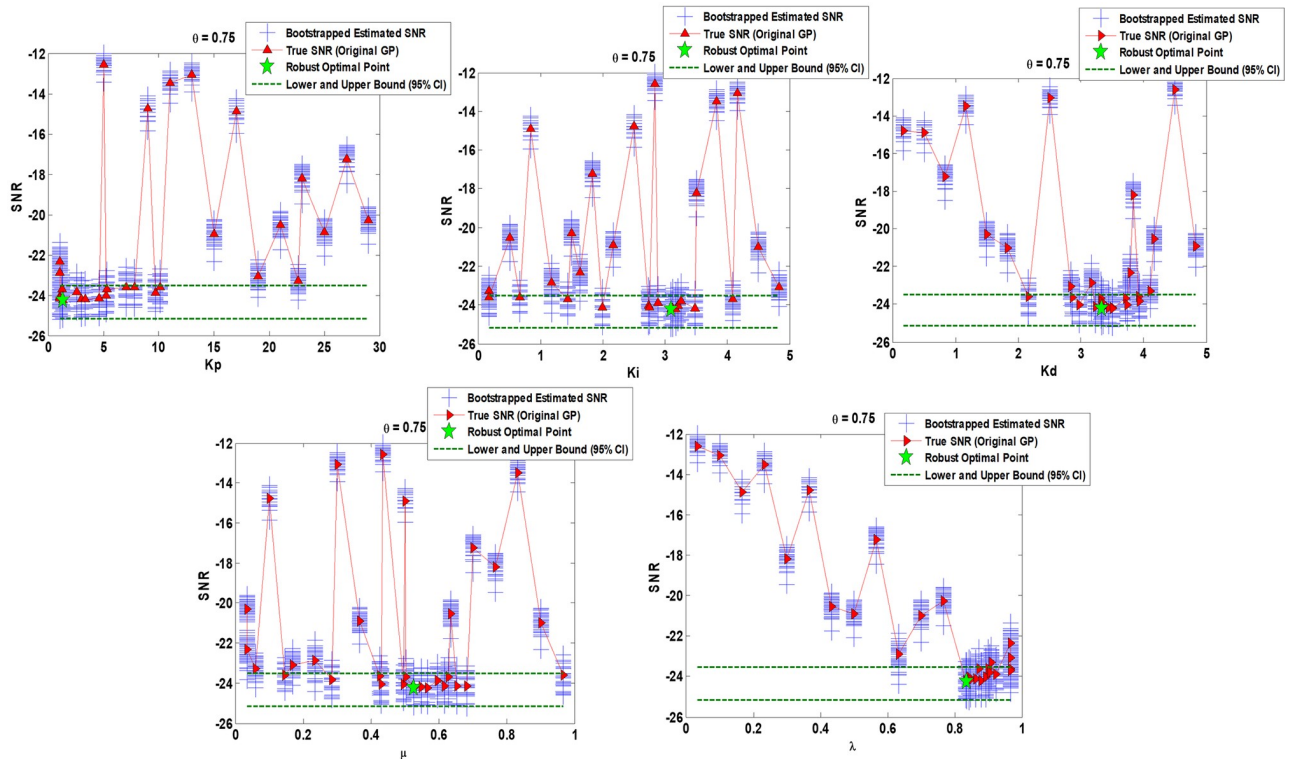 θ = 0.75
Bootstrapped Estimated SNR
True SNR (Original GP)
Robust Optimal Point
Lower and Upper Bound (95% CI)
SNR
-12
-14
-16
-18
-20
-22
-24
-26
0 5 10 15 20 25 30
Kp
θ = 0.75
Bootstrapped Estimated SNR
True SNR (Original GP)
Robust Optimal Point
Lower and Upper Bound (95% CI)
SNR
-12
-14
-16
-18
-20
-22
-24
-26
0 1 2 3 4 5
Ki
θ = 0.75
Bootstrapped Estimated SNR
True SNR (Original GP)
Robust Optimal Point
Lower and Upper Bound (95% CI)
SNR
-12
-14
-16
-18
-20
-22
-24
-26
0 1 2 3 4 5
Kd
θ = 0.75
Bootstrapped Estimated SNR
True SNR (Original GP)
Robust Optimal Point
Lower and Upper Bound (95% CI)
SNR
-12
-14
-16
-18
-20
-22
-24
-26
0 0.2 0.4 0.6 0.8 1
μ
θ = 0.75
Bootstrapped Estimated SNR
True SNR (Original GP)
Robust Optimal Point
Lower and Upper Bound (95% CI)
SNR
-12
-14
-16
-18
-20
-22
-24
-26
0 0.2 0.4 0.6 0.8 1
λ